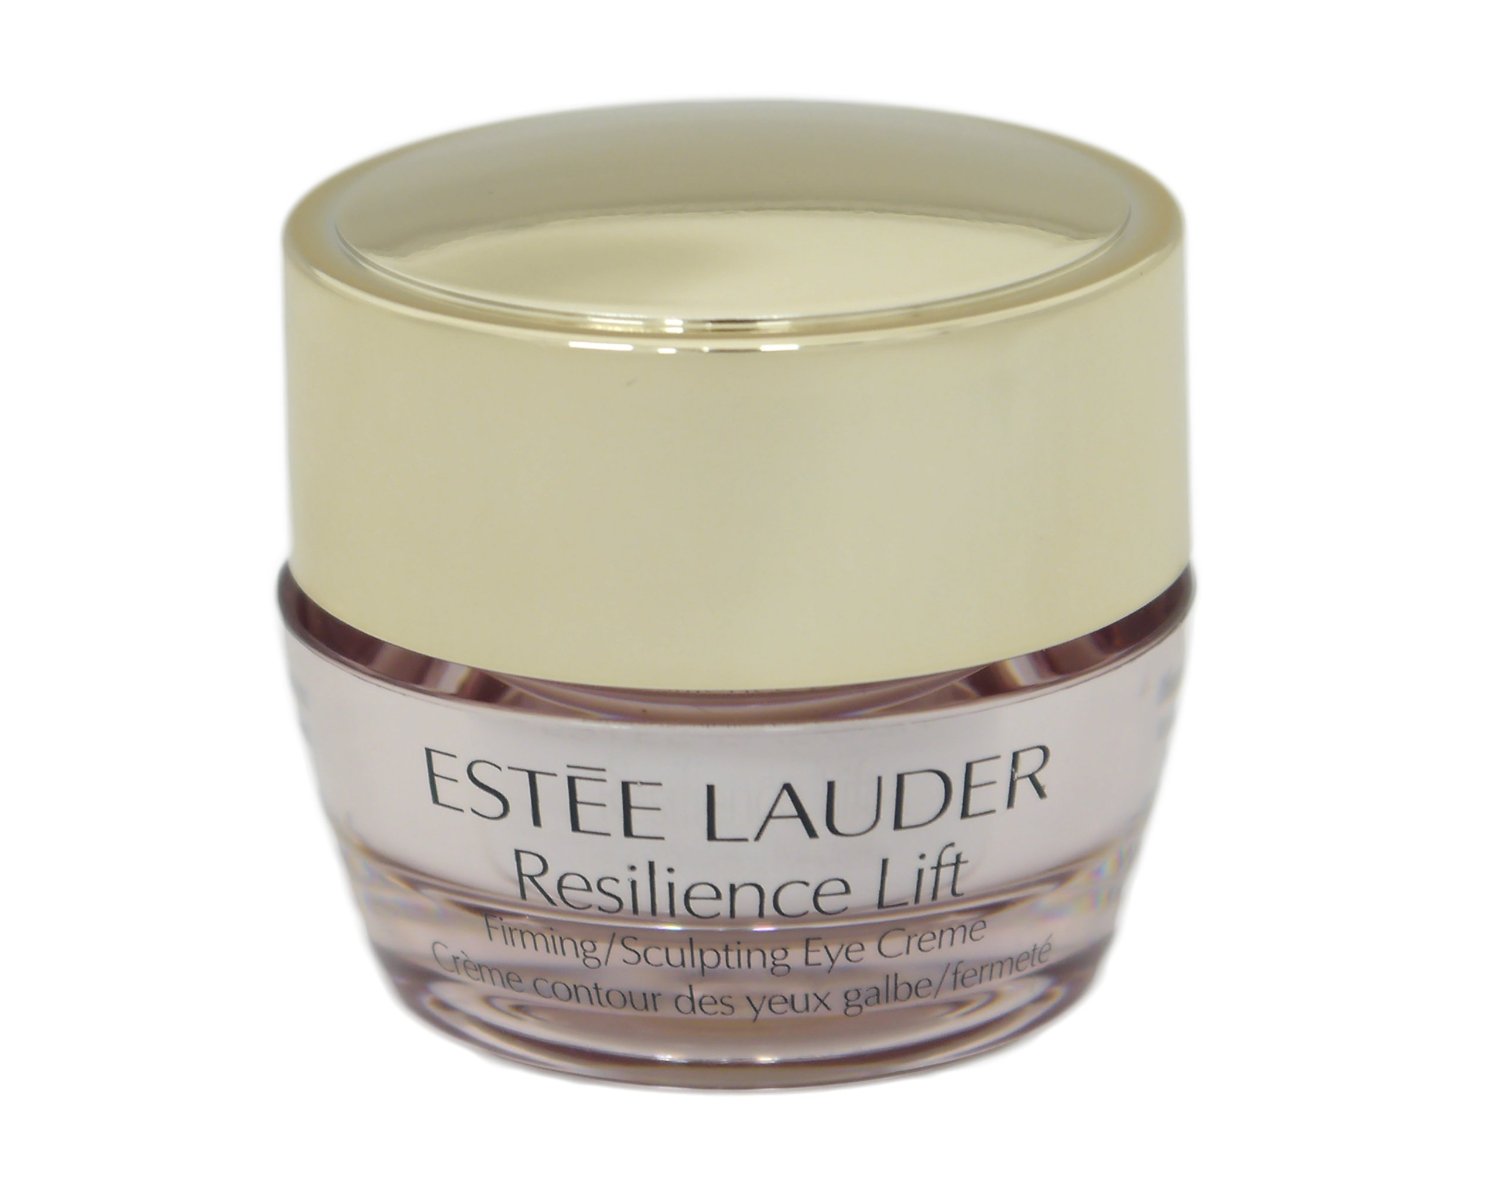 ESTĒE LAUDER
Resilience Lift
Firming/Sculpting Eye Creme
Crème contour des yeux galbe/fermeté